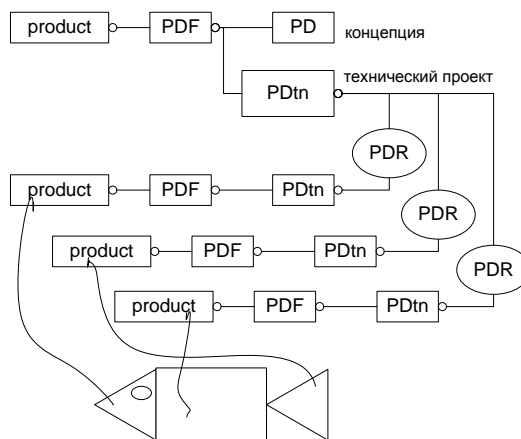 product PDF PD концепция
PDtn технический проект
PDR
product PDF PDtn
PDR
product PDF PDtn
PDR
product PDF PDtn